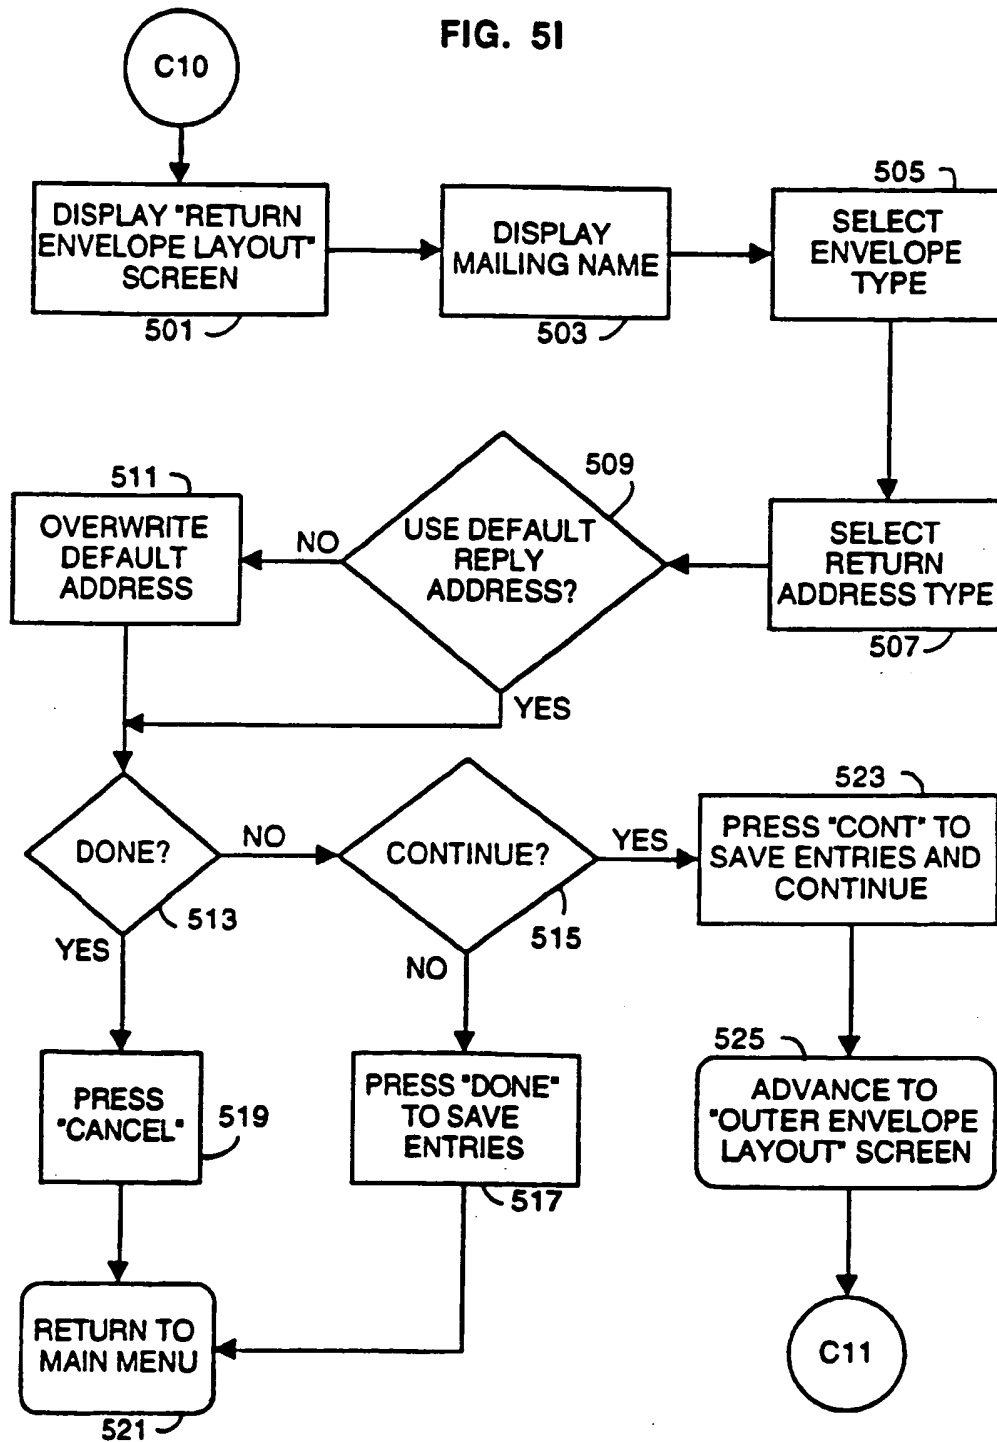 FIG. 5I
C10
DISPLAY "RETURN
ENVELOPE LAYOUT"
SCREEN
501
DISPLAY
MAILING NAME
503
505
SELECT
ENVELOPE
TYPE
511
OVERWRITE
DEFAULT
ADDRESS
NO
509
USE DEFAULT
REPLY
ADDRESS?
SELECT
RETURN
ADDRESS TYPE
507
YES
DONE?
513
NO
CONTINUE?
515
YES
523
PRESS "CONT" TO
SAVE ENTRIES AND
CONTINUE
YES
NO
PRESS
"CANCEL"
519
PRESS "DONE"
TO SAVE
ENTRIES
517
525
ADVANCE TO
"OUTER ENVELOPE
LAYOUT" SCREEN
RETURN TO
MAIN MENU
521
C11